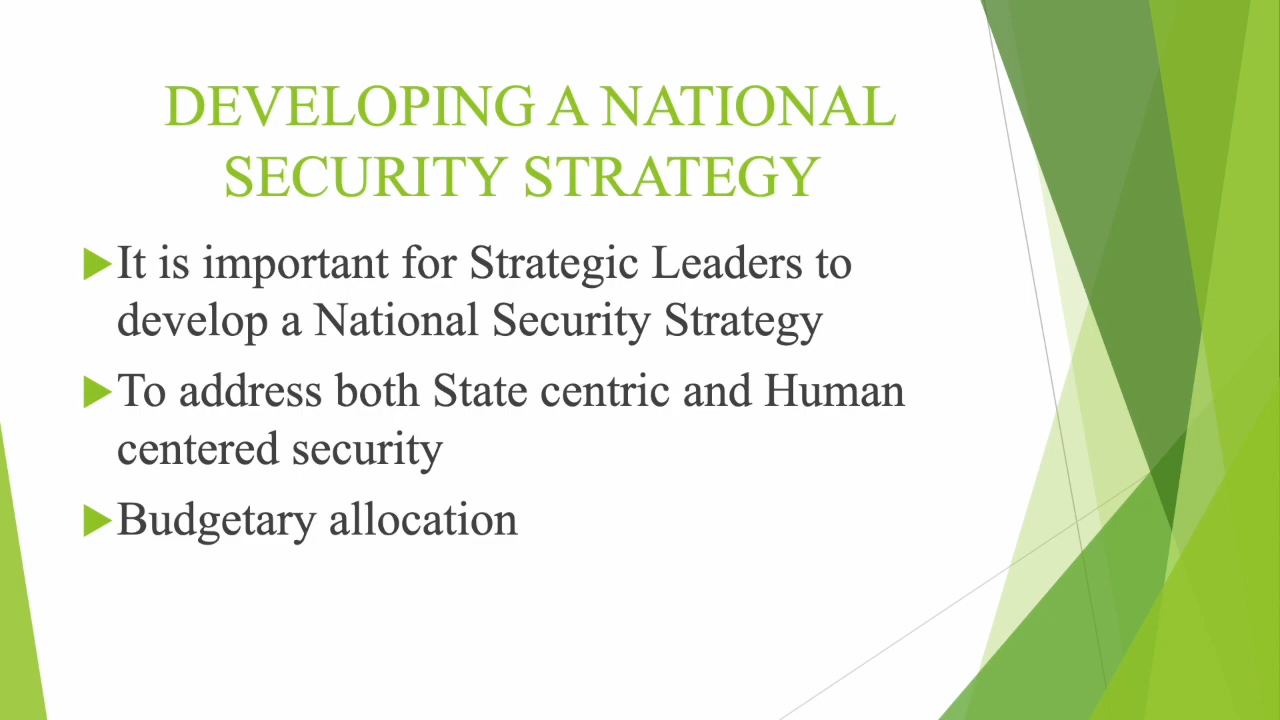 DEVELOPING A NATIONAL
SECURITY STRATEGY
It is important for Strategic Leaders to
develop a National Security Strategy
To address both State centric and Human
centered security
Budgetary allocation